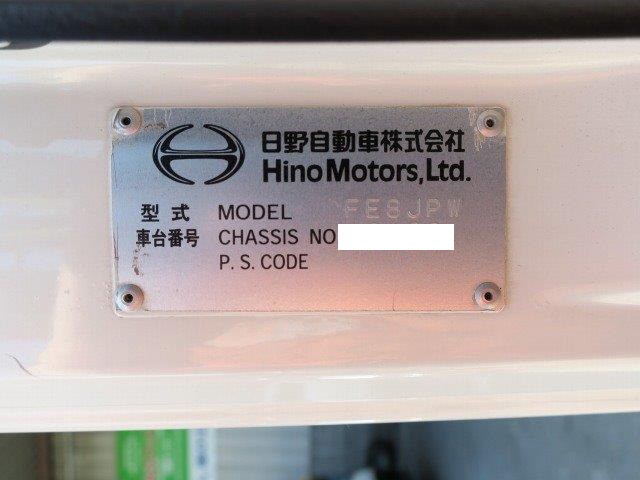 日野自動車株式会社
Hino Motors, Ltd.
型式 MODEL FE8JPW
車台番号 CHASSIS NO
P. S. CODE